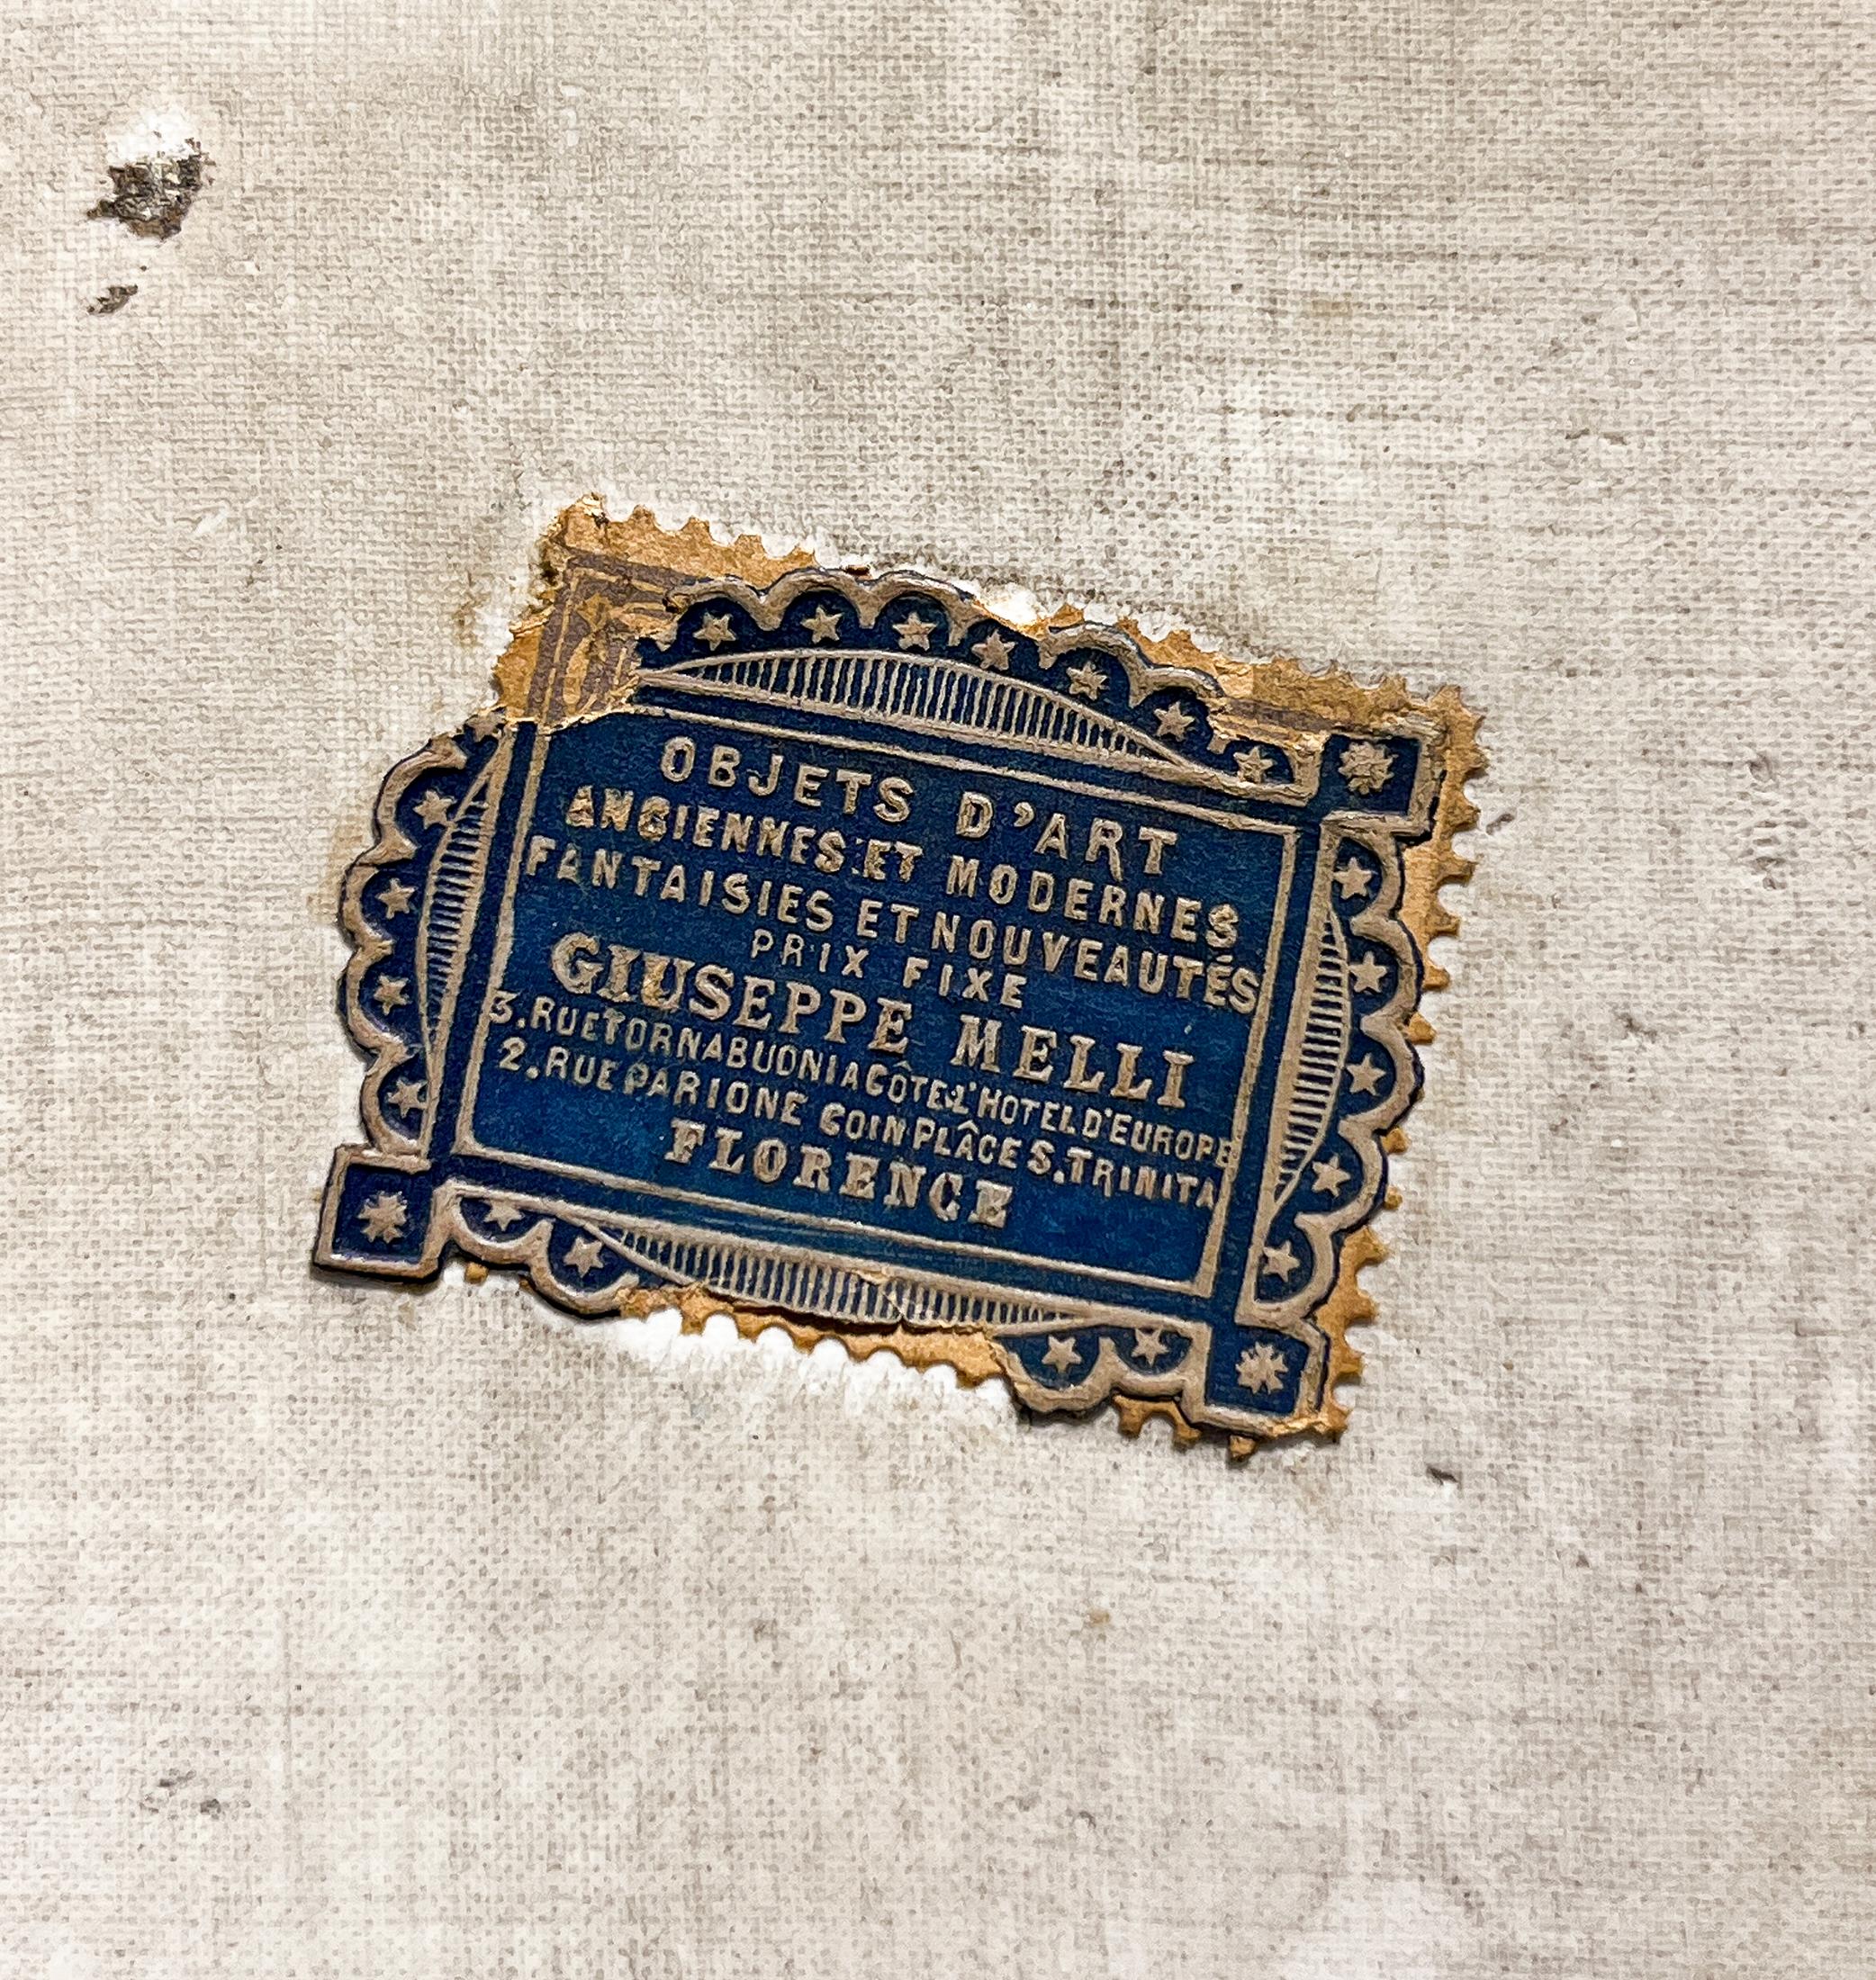 OBJETS D'ART
ANCIENNES ET MODERNES
FANTAISIES ET NOUVEAUTÉS
PRIX FIXE
GIUSEPPE MELLI
3. RUE TORNABUONI A CÔTE L'HOTEL D'EUROPE
2. RUE PARIONE COIN PLÂCE S. TRINITA
FLORENCE